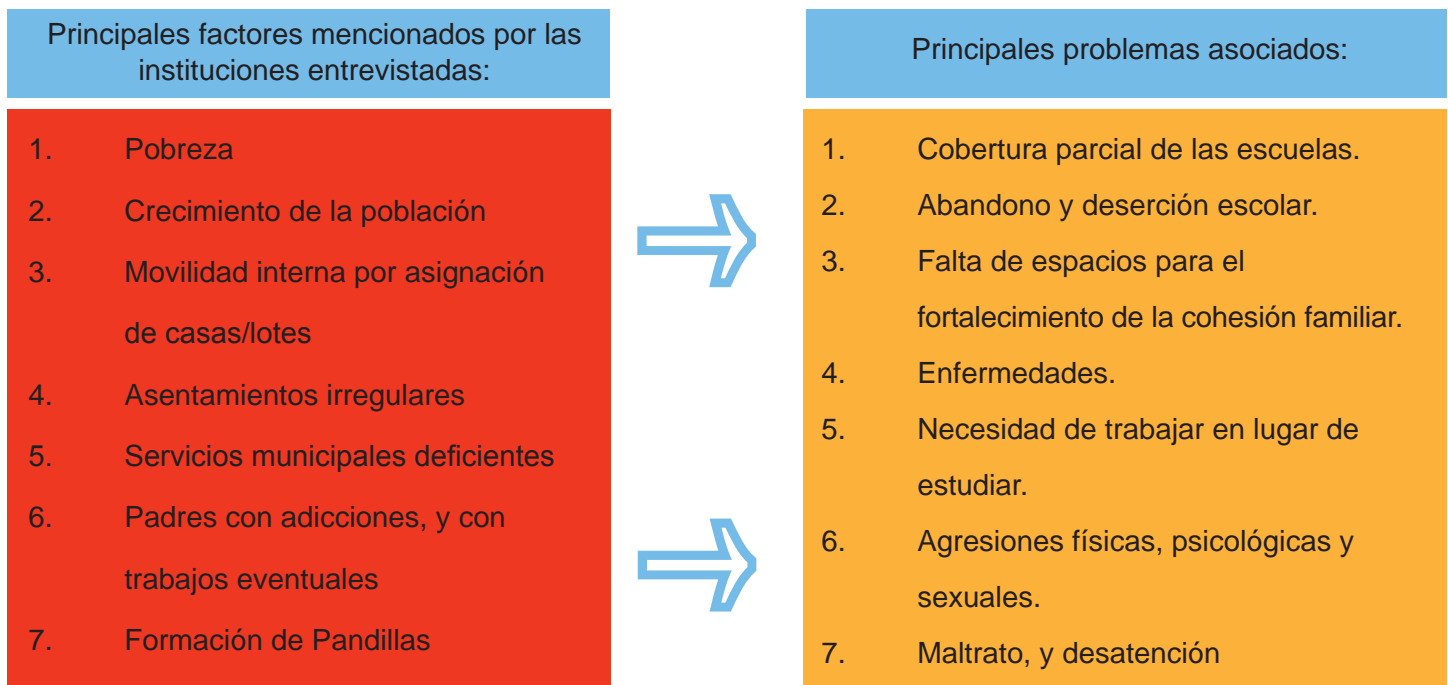 Principales factores mencionados por las
instituciones entrevistadas:
1. Pobreza
2. Crecimiento de la población
3. Movilidad interna por asignación
de casas/lotes
4. Asentamientos irregulares
5. Servicios municipales deficientes
6. Padres con adicciones, y con
trabajos eventuales
7. Formación de Pandillas
Principales problemas asociados:
1. Cobertura parcial de las escuelas.
2. Abandono y deserción escolar.
3. Falta de espacios para el
fortalecimiento de la cohesión familiar.
4. Enfermedades.
5. Necesidad de trabajar en lugar de
estudiar.
6. Agresiones físicas, psicológicas y
sexuales.
7. Maltrato, y desatención